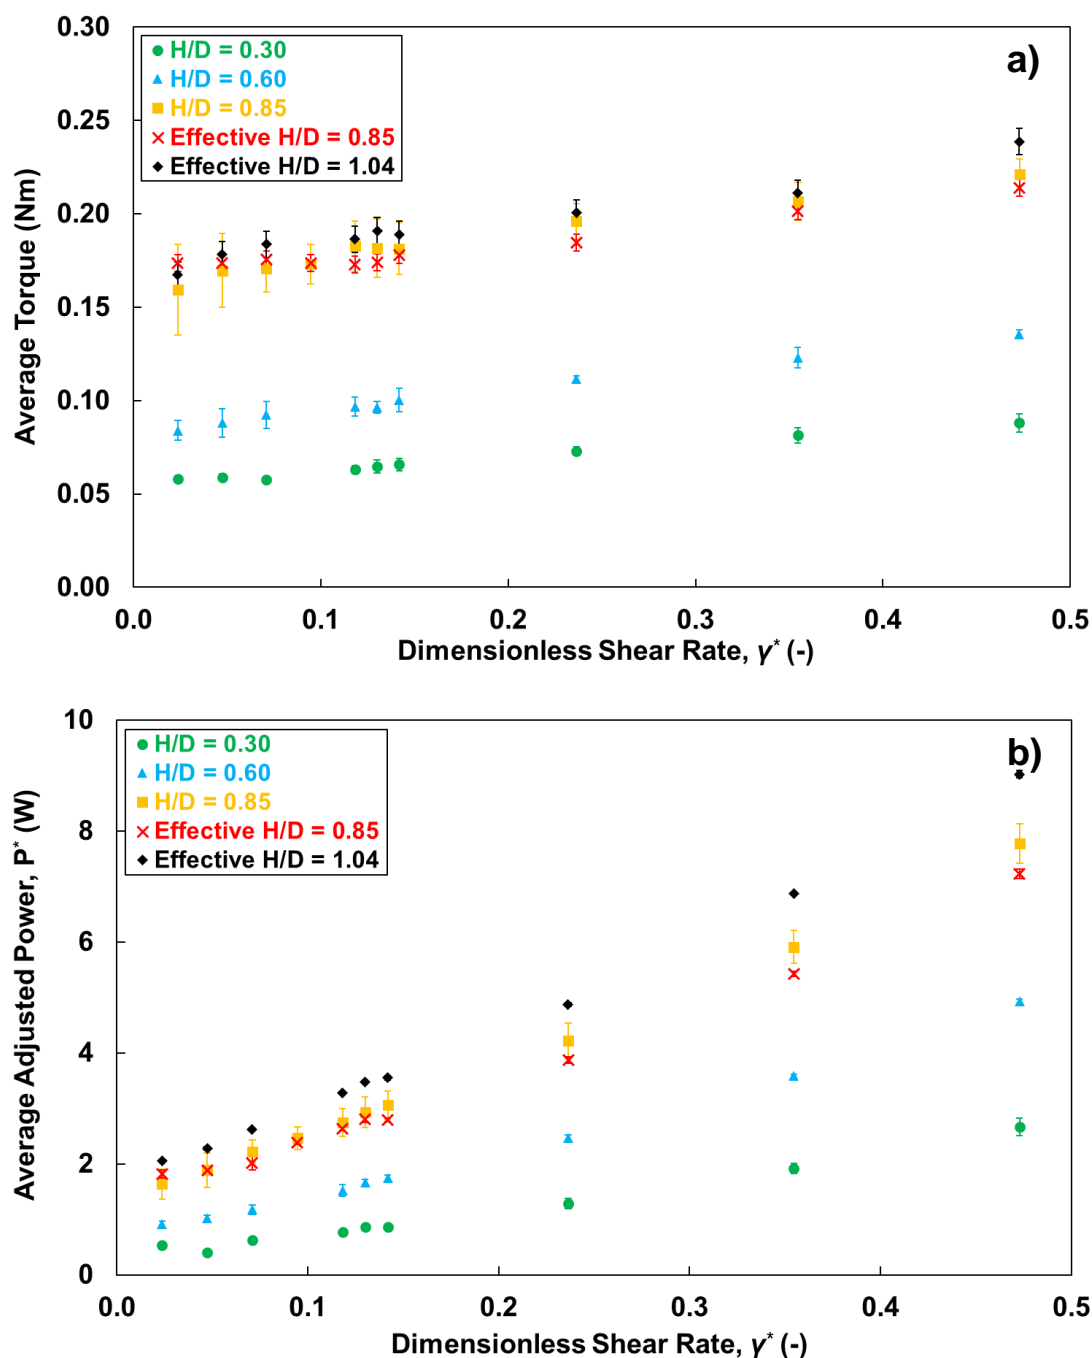 0.30
0.25
0.20
0.15
0.10
0.05
0.00
Average Torque (Nm)
H/D = 0.30
H/D = 0.60
H/D = 0.85
Effective H/D = 0.85
Effective H/D = 1.04
a)
0.0 0.1 0.2 0.3 0.4 0.5
Dimensionless Shear Rate, γ* (-)
10
8
6
4
2
0
Average Adjusted Power, P* (W)
H/D = 0.30
H/D = 0.60
H/D = 0.85
Effective H/D = 0.85
Effective H/D = 1.04
b)
0.0 0.1 0.2 0.3 0.4 0.5
Dimensionless Shear Rate, γ* (-)